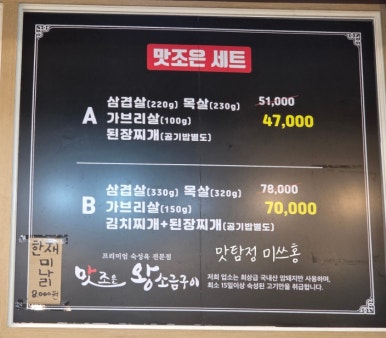 맛조은 세트
A
삼겹살(220g) 목살(230g) 51,000
가브리살(100g) 47,000
된장찌개(공기밥별도)
B
삼겹살(330g) 목살(320g) 78,000
가브리살(150g) 70,000
김치찌개+된장찌개(공기밥별도)
한재
미
나
리
8,000원
프리미엄 숙성육 전문점
맛조은 왕소금구이
맛탐정 미쓰홍
저희 업소는 최상급 국내산 암돼지만 사용하며,
최소 15일이상 숙성된 고기만을 취급합니다.